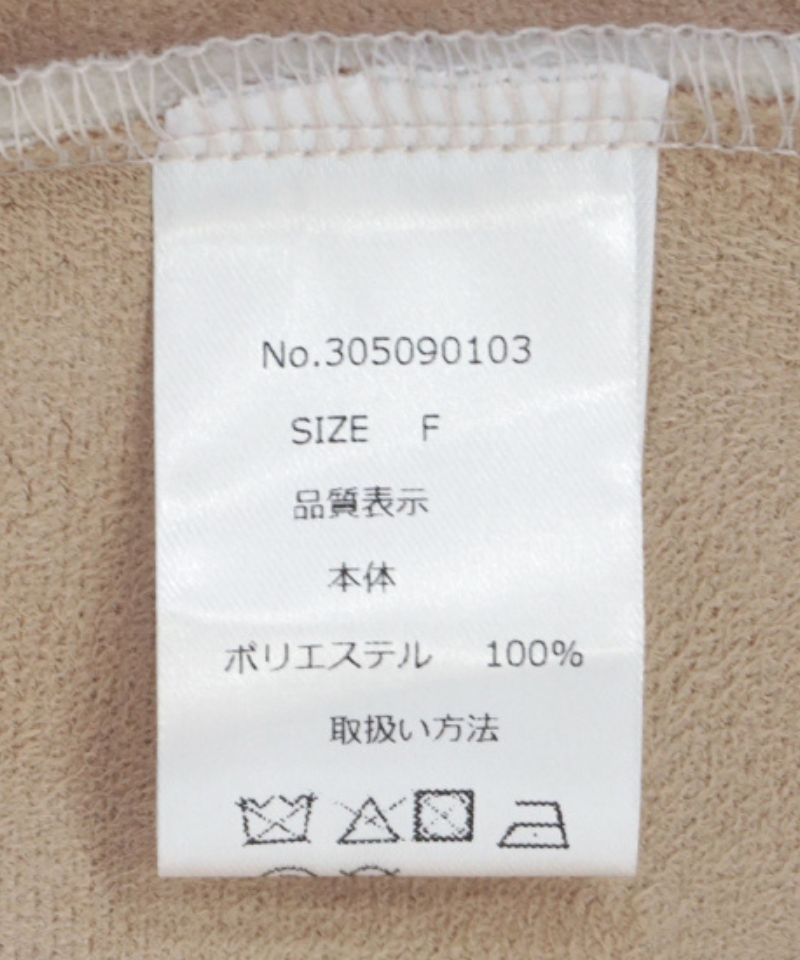 No.305090103
SIZE F
品質表示
本体
ポリエステル 100%
取扱い方法